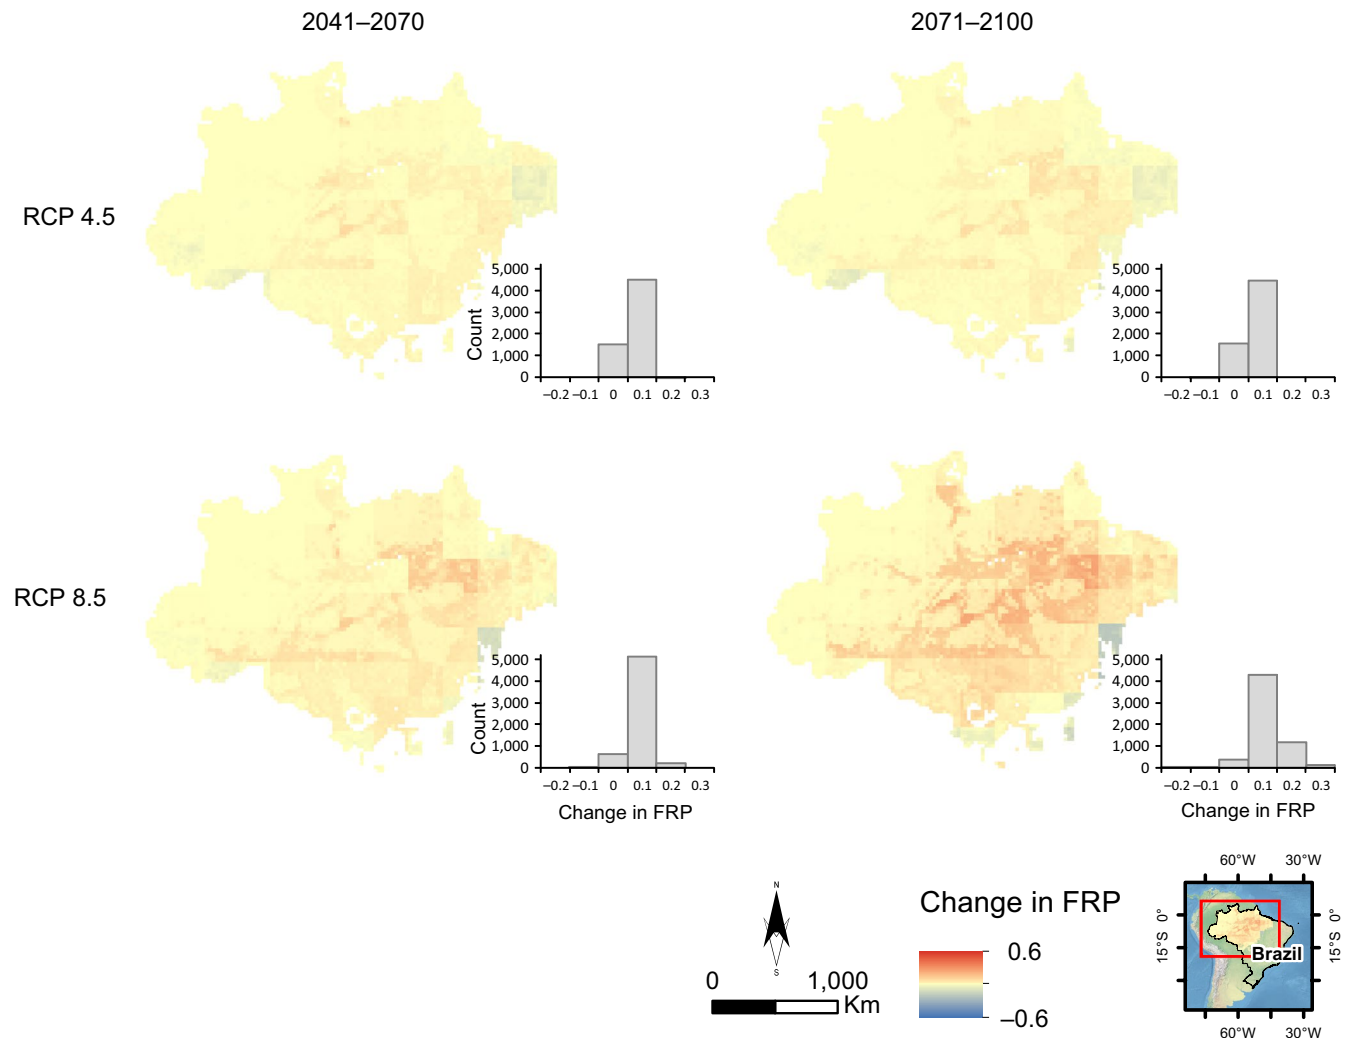 2041–2070
2071–2100
RCP 4.5
5,000
4,000
3,000
2,000
1,000
0
Count
–0.2 –0.1 0 0.1 0.2 0.3
5,000
4,000
3,000
2,000
1,000
0
–0.2 –0.1 0 0.1 0.2 0.3
RCP 8.5
5,000
4,000
3,000
2,000
1,000
0
Count
–0.2 –0.1 0 0.1 0.2 0.3
Change in FRP
5,000
4,000
3,000
2,000
1,000
0
–0.2 –0.1 0 0.1 0.2 0.3
Change in FRP
N
S
0 1,000
Km
Change in FRP
0.6
–0.6
60°W 30°W
15°S 0°
15°S 0°
Brazil
60°W 30°W